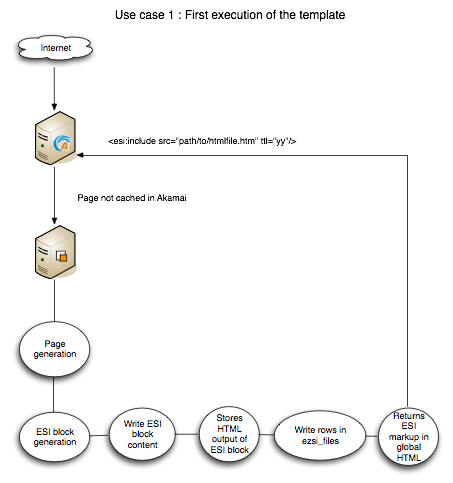 Use case 1 : First execution of the template
Internet
<esi:include src="path/to/htmlfile.htm" ttl="yy"/>
Page not cached in Akamai
Page
generation
ESI block
generation
Write ESI
block
content
Stores
HTML
output of
ESI block
Write rows in
ezsi_files
Returns
ESI
markup in
global
HTML